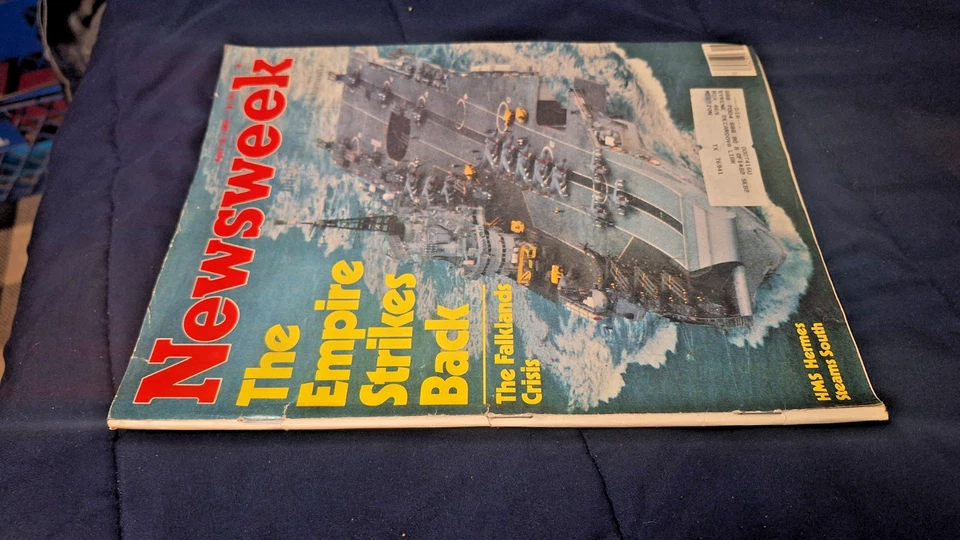 Newsweek
The
Empire
Strikes
Back
The Falklands
Crisis
HMS Hermes
Steams South